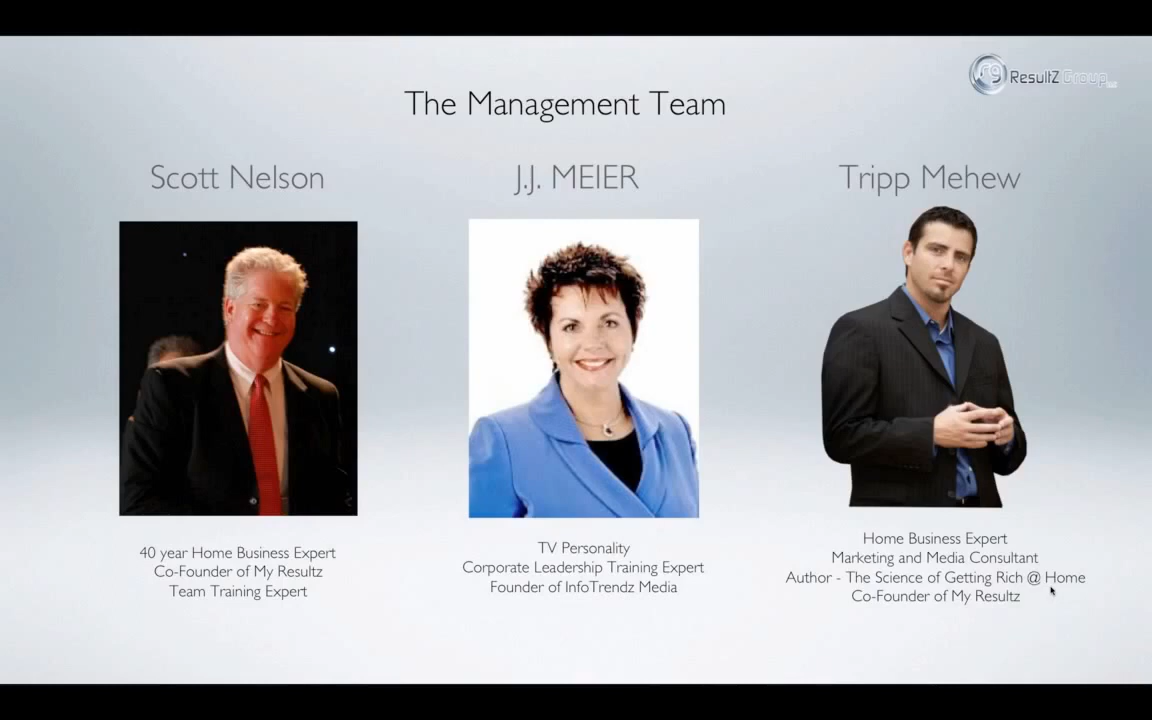 ResultZ Group
The Management Team
Scott Nelson
J.J. MEIER
Tripp Mehew
40 year Home Business Expert
Co-Founder of My Resultz
Team Training Expert
TV Personality
Corporate Leadership Training Expert
Founder of InfoTrendz Media
Home Business Expert
Marketing and Media Consultant
Author - The Science of Getting Rich @ Home
Co-Founder of My Resultz